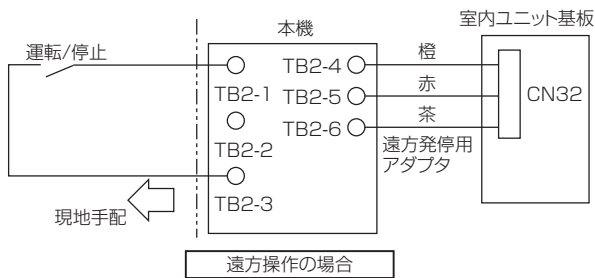 室内ユニット基板
本機
運転/停止
橙
TB2-4
赤
CN32
TB2-1
TB2-5
茶
TB2-6
TB2-2
遠方発停用
アダプタ
TB2-3
現地手配
遠方操作の場合